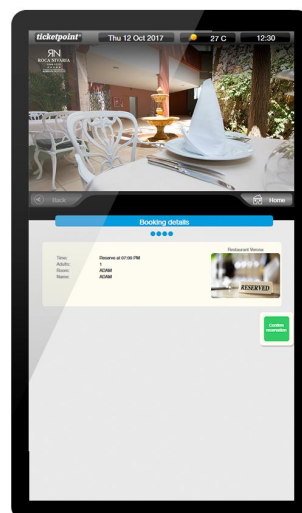 ticketpoint
Thu 12 Oct 2017
27 C
12:30
RN
ROCA NIVARIA
Back
Home
Booking details
Restaurant Venus
Time: Reserve at 07:00 PM
Adults: 1
Room: ADAM
Name: ADAM
RESERVED
Confirm
reservation